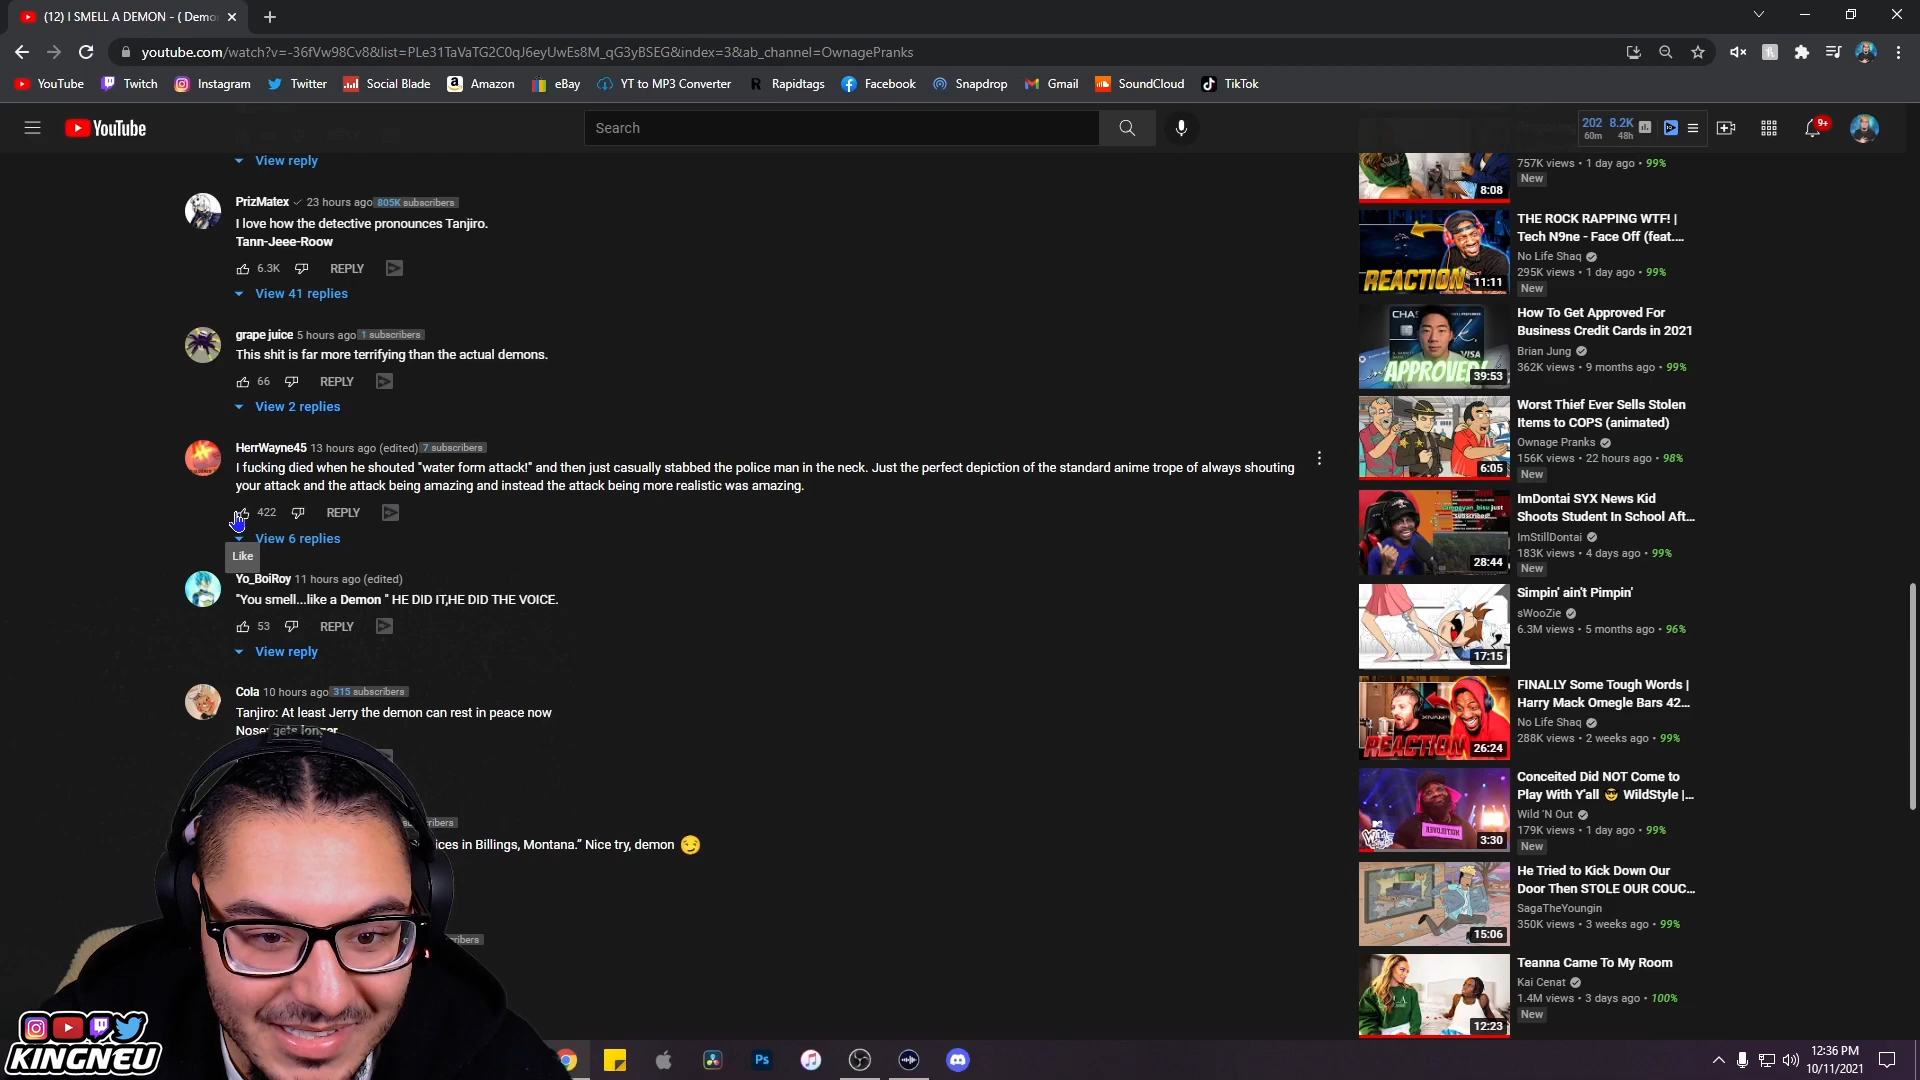 (12) I SMELL A DEMON - ( Demo
youtube.com/watch?v=-36fVw98Cv8&list=PLe31TaVaTG2C0qJ6eyUwEs8M_qG3yBSEG&index=3&ab_channel=OwnagePranks
YouTube Twitch Instagram Twitter Social Blade Amazon eBay YT to MP3 Converter Rapidtags Facebook Snapdrop Gmail SoundCloud TikTok
YouTube
Search
202 8.2K
60m 48h
9+
View reply
PrizMatex 23 hours ago 805K subscribers
I love how the detective pronounces Tanjiro.
Tann-Jeee-Roow
6.3K REPLY
View 41 replies
grape juice 5 hours ago 1 subscribers
This shit is far more terrifying than the actual demons.
66 REPLY
View 2 replies
HerrWayne45 13 hours ago (edited) 7 subscribers
I fucking died when he shouted "water form attack!" and then just casually stabbed the police man in the neck. Just the perfect depiction of the standard anime trope of always shouting
your attack and the attack being amazing and instead the attack being more realistic was amazing.
422 REPLY
View 6 replies
Like
Yo_BoiRoy 11 hours ago (edited)
"You smell...like a Demon " HE DID IT,HE DID THE VOICE.
53 REPLY
View reply
Cola 10 hours ago 315 subscribers
Tanjiro: At least Jerry the demon can rest in peace now
Nose: gets longer
ices in Billings, Montana.” Nice try, demon 😏
757K views • 1 day ago • 99%
New
8:08
THE ROCK RAPPING WTF! |
Tech N9ne - Face Off (feat....
No Life Shaq
295K views • 1 day ago • 99%
New
REACTION
11:11
How To Get Approved For
Business Credit Cards in 2021
Brian Jung
362K views • 9 months ago • 99%
CHAS
VISA
APPROVED!
39:53
Worst Thief Ever Sells Stolen
Items to COPS (animated)
Ownage Pranks
156K views • 22 hours ago • 98%
New
6:05
ImDontai SYX News Kid
Shoots Student In School Aft...
ImStillDontai
183K views • 4 days ago • 99%
New
28:44
Simpin' ain't Pimpin'
sWooZie
6.3M views • 5 months ago • 96%
17:15
FINALLY Some Tough Words |
Harry Mack Omegle Bars 42...
No Life Shaq
288K views • 2 weeks ago • 99%
REACTION
26:24
Conceited Did NOT Come to
Play With Y'all 😎 WildStyle |...
Wild 'N Out
179K views • 1 day ago • 99%
New
3:30
He Tried to Kick Down Our
Door Then STOLE OUR COUC...
SagaTheYoungin
350K views • 3 weeks ago • 99%
15:06
Teanna Came To My Room
Kai Cenat
1.4M views • 3 days ago • 100%
New
12:23
KINGNEU
Ps
12:36 PM
10/11/2021